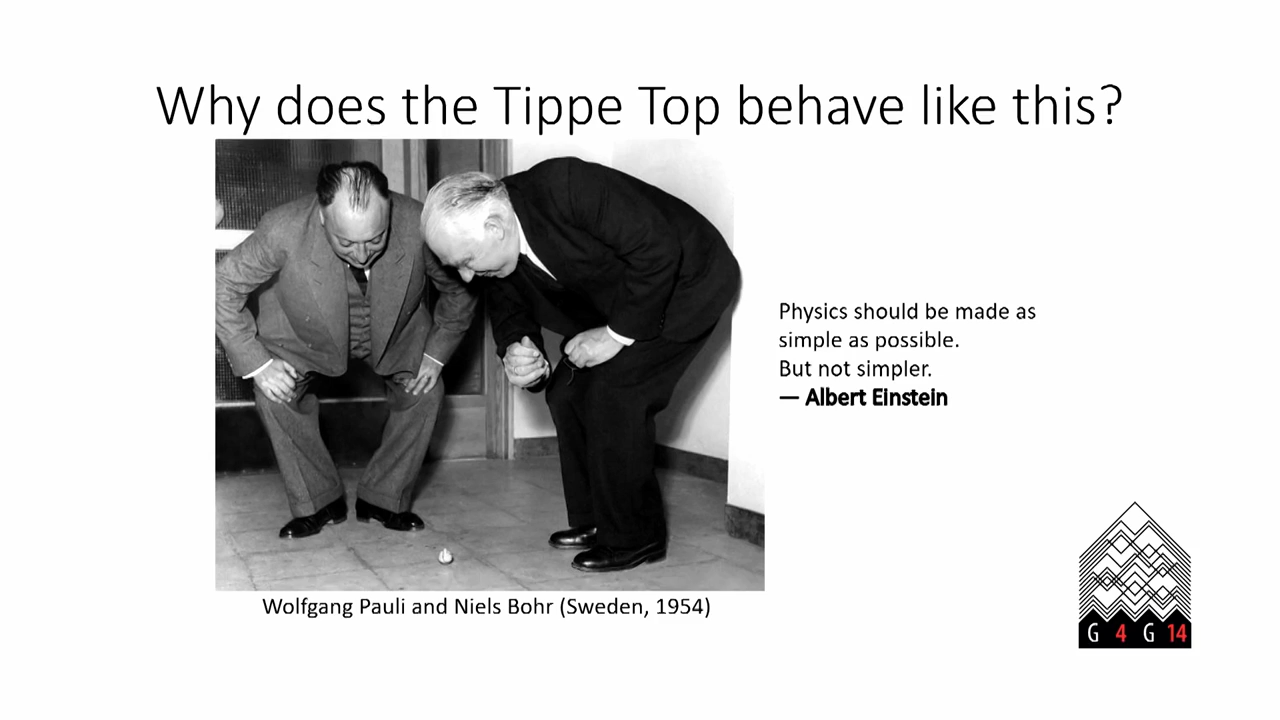 Why does the Tippe Top behave like this?
Physics should be made as
simple as possible.
But not simpler.
— Albert Einstein
Wolfgang Pauli and Niels Bohr (Sweden, 1954)
G 4 G 14